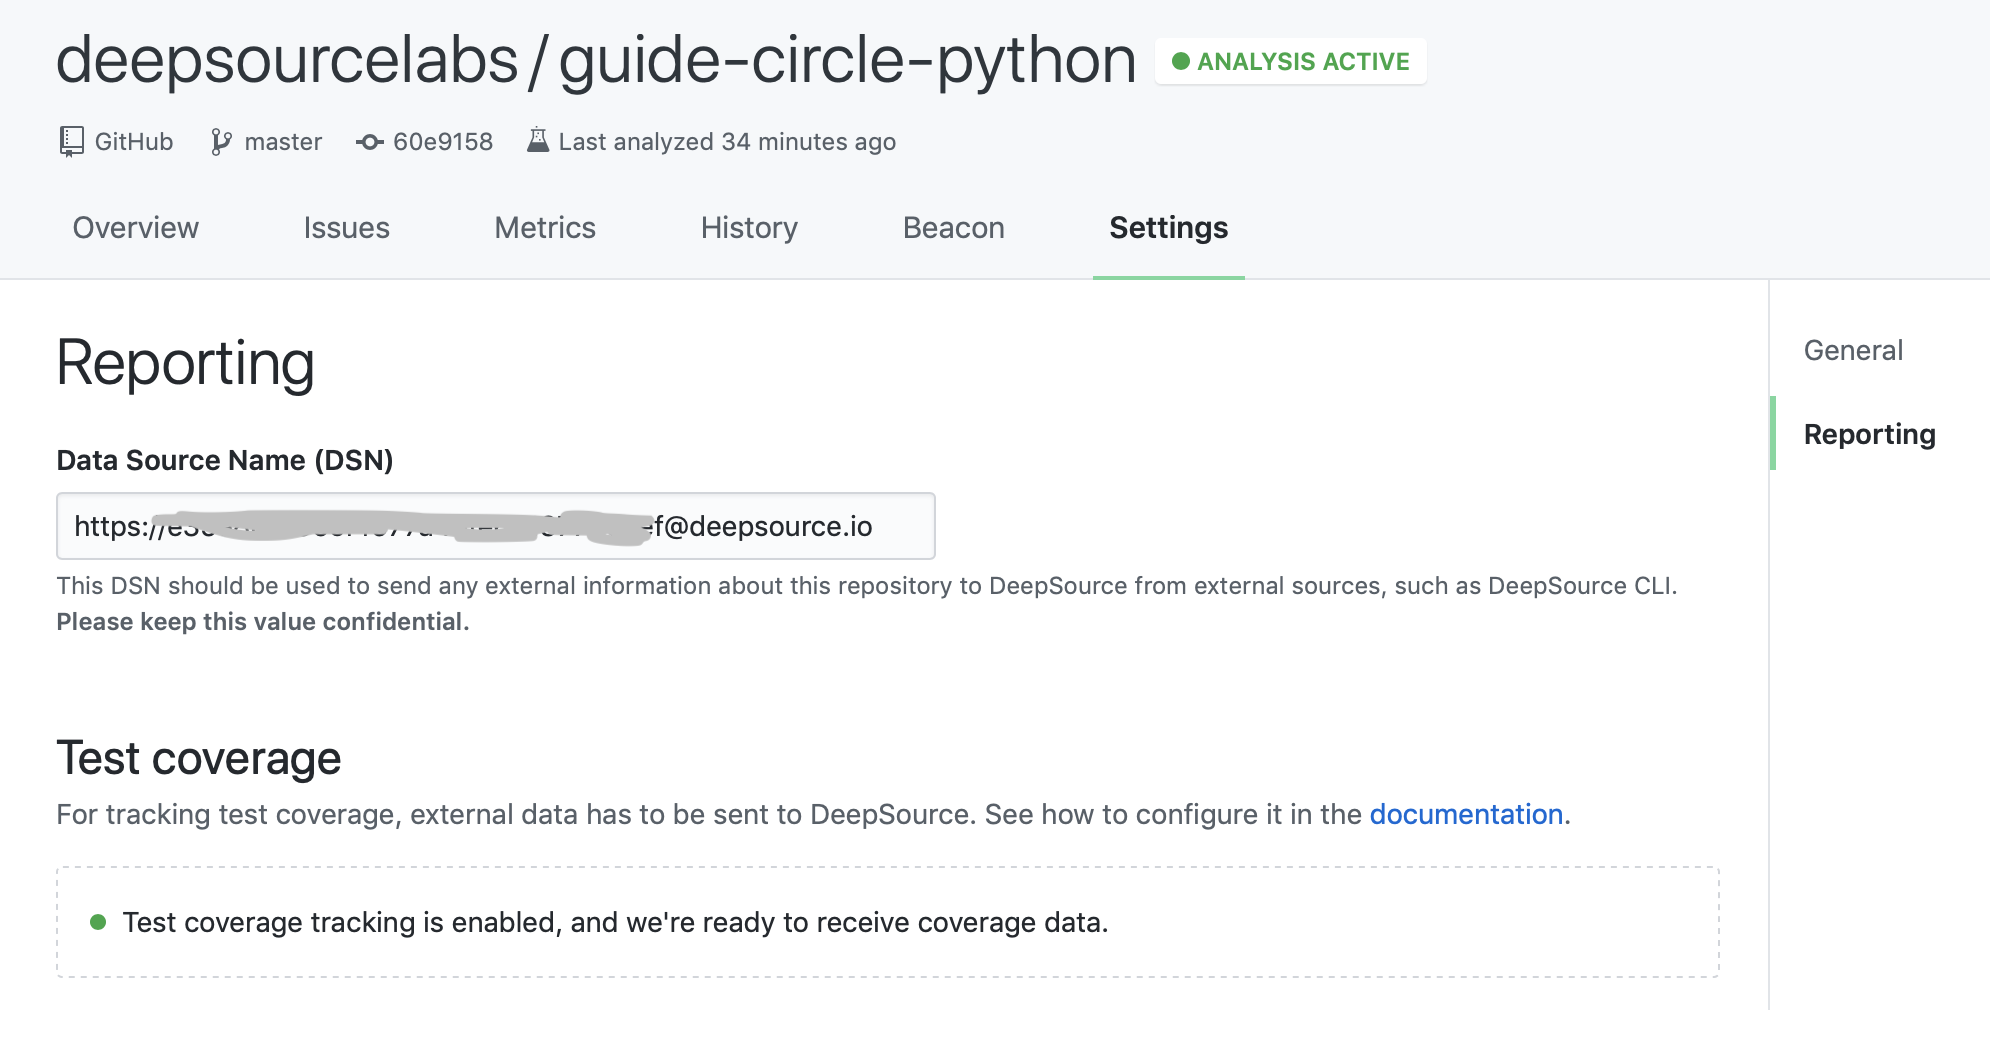 deepsourcelabs / guide-circle-python ANALYSIS ACTIVE
GitHub master 60e9158 Last analyzed 34 minutes ago
Overview Issues Metrics History Beacon Settings
Reporting
Data Source Name (DSN)
https:// @deepsource.io
This DSN should be used to send any external information about this repository to DeepSource from external sources, such as DeepSource CLI.
Please keep this value confidential.
Test coverage
For tracking test coverage, external data has to be sent to DeepSource. See how to configure it in the documentation.
Test coverage tracking is enabled, and we're ready to receive coverage data.
General
Reporting